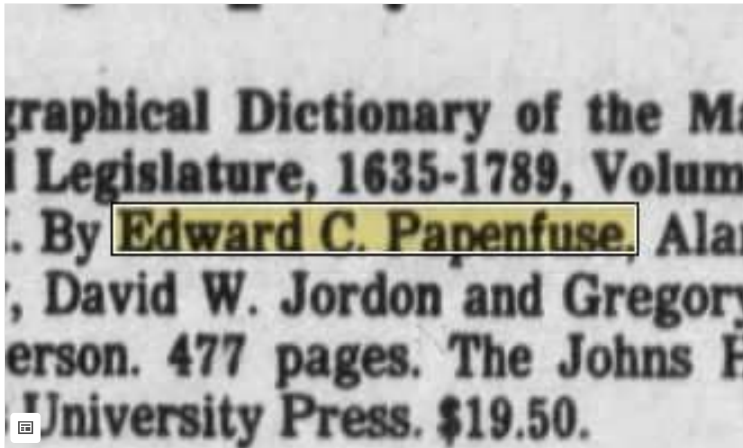 graphical Dictionary of the Ma
l Legislature, 1635-1789, Volum
. By Edward C. Papenfuse, Alan
, David W. Jordon and Gregory
erson. 477 pages. The Johns H
University Press. $19.50.